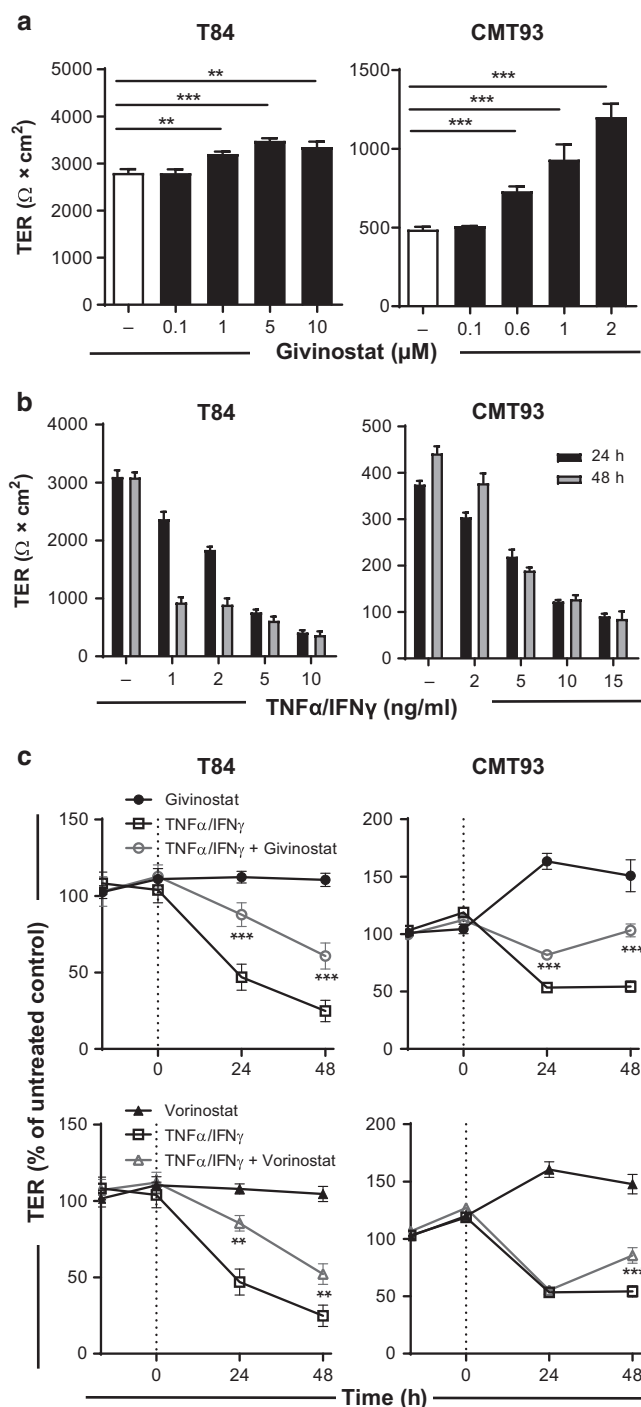 a
T84
CMT93
TER (Ω × cm²)
5000
4000
3000
2000
1000
0
**
***
**
– 0.1 1 5 10
1500
1000
500
0
***
***
***
– 0.1 0.6 1 2
Givinostat (μM)
b
T84
CMT93
TER (Ω × cm²)
4000
3000
2000
1000
0
– 1 2 5 10
500
400
300
200
100
0
24 h
48 h
– 2 5 10 15
TNFα/IFNγ (ng/ml)
c
T84
CMT93
TER (% of untreated control)
Givinostat
TNFα/IFNγ
TNFα/IFNγ + Givinostat
150
100
50
0
***
***
0 24 48
200
150
100
50
0
***
***
0 24 48
Vorinostat
TNFα/IFNγ
TNFα/IFNγ + Vorinostat
150
100
50
0
**
**
0 24 48
200
150
100
50
0
***
0 24 48
Time (h)